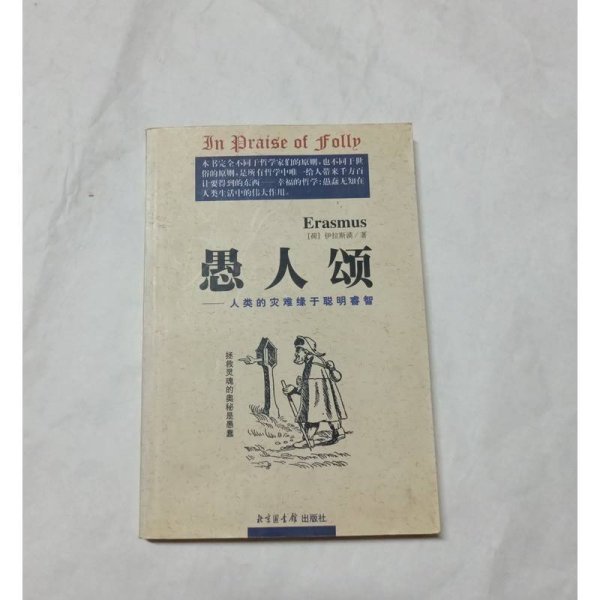 In Praise of Folly
本书完全不同于哲学家们的原则，也不同于世
俗的原则，是所有哲学中唯一给人带来千方百
计要得到的东西——幸福的哲学：愚蠢无知在
人类生活中的伟大作用。
Erasmus
［荷］伊拉斯谟／著
愚人颂
——人类的灾难缘于聪明睿智
拯救灵魂的奥秘是愚蠢
北京图书馆出版社